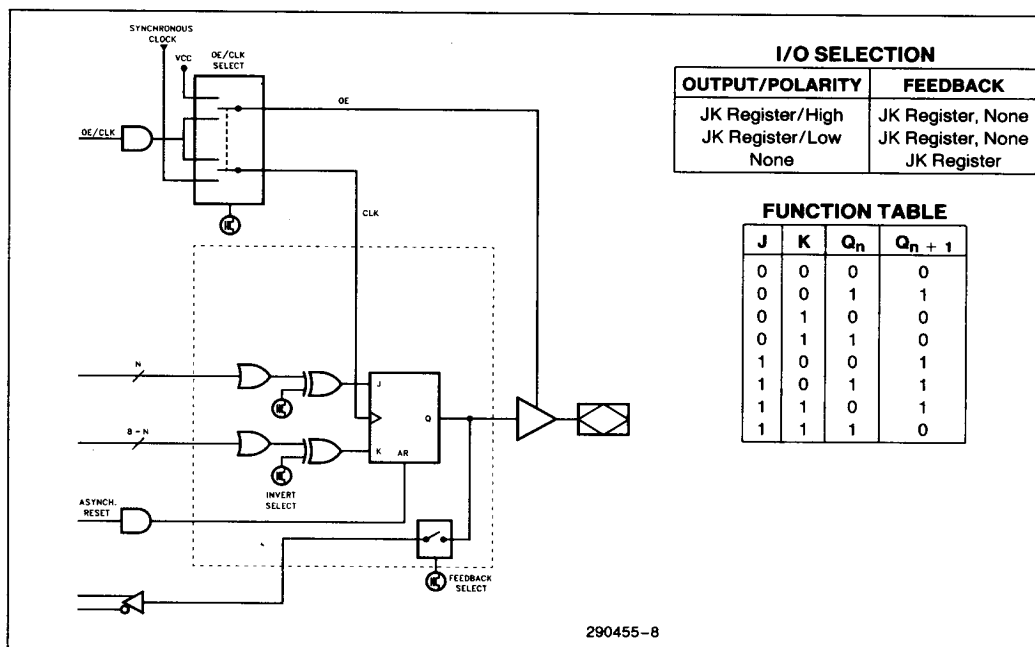 SYNCHRONOUS
CLOCK
VCC
OE/CLK
SELECT
OE
OE/CLK
CLK
N
J
Q
8-N
K
AR
INVERT
SELECT
ASYNCH.
RESET
FEEDBACK
SELECT
290455-8
I/O SELECTION
OUTPUT/POLARITY FEEDBACK
JK Register/High JK Register, None
JK Register/Low JK Register, None
None JK Register
FUNCTION TABLE
J K Qn Qn + 1
0 0 0 0
0 0 1 1
0 1 0 0
0 1 1 0
1 0 0 1
1 0 1 1
1 1 0 1
1 1 1 0